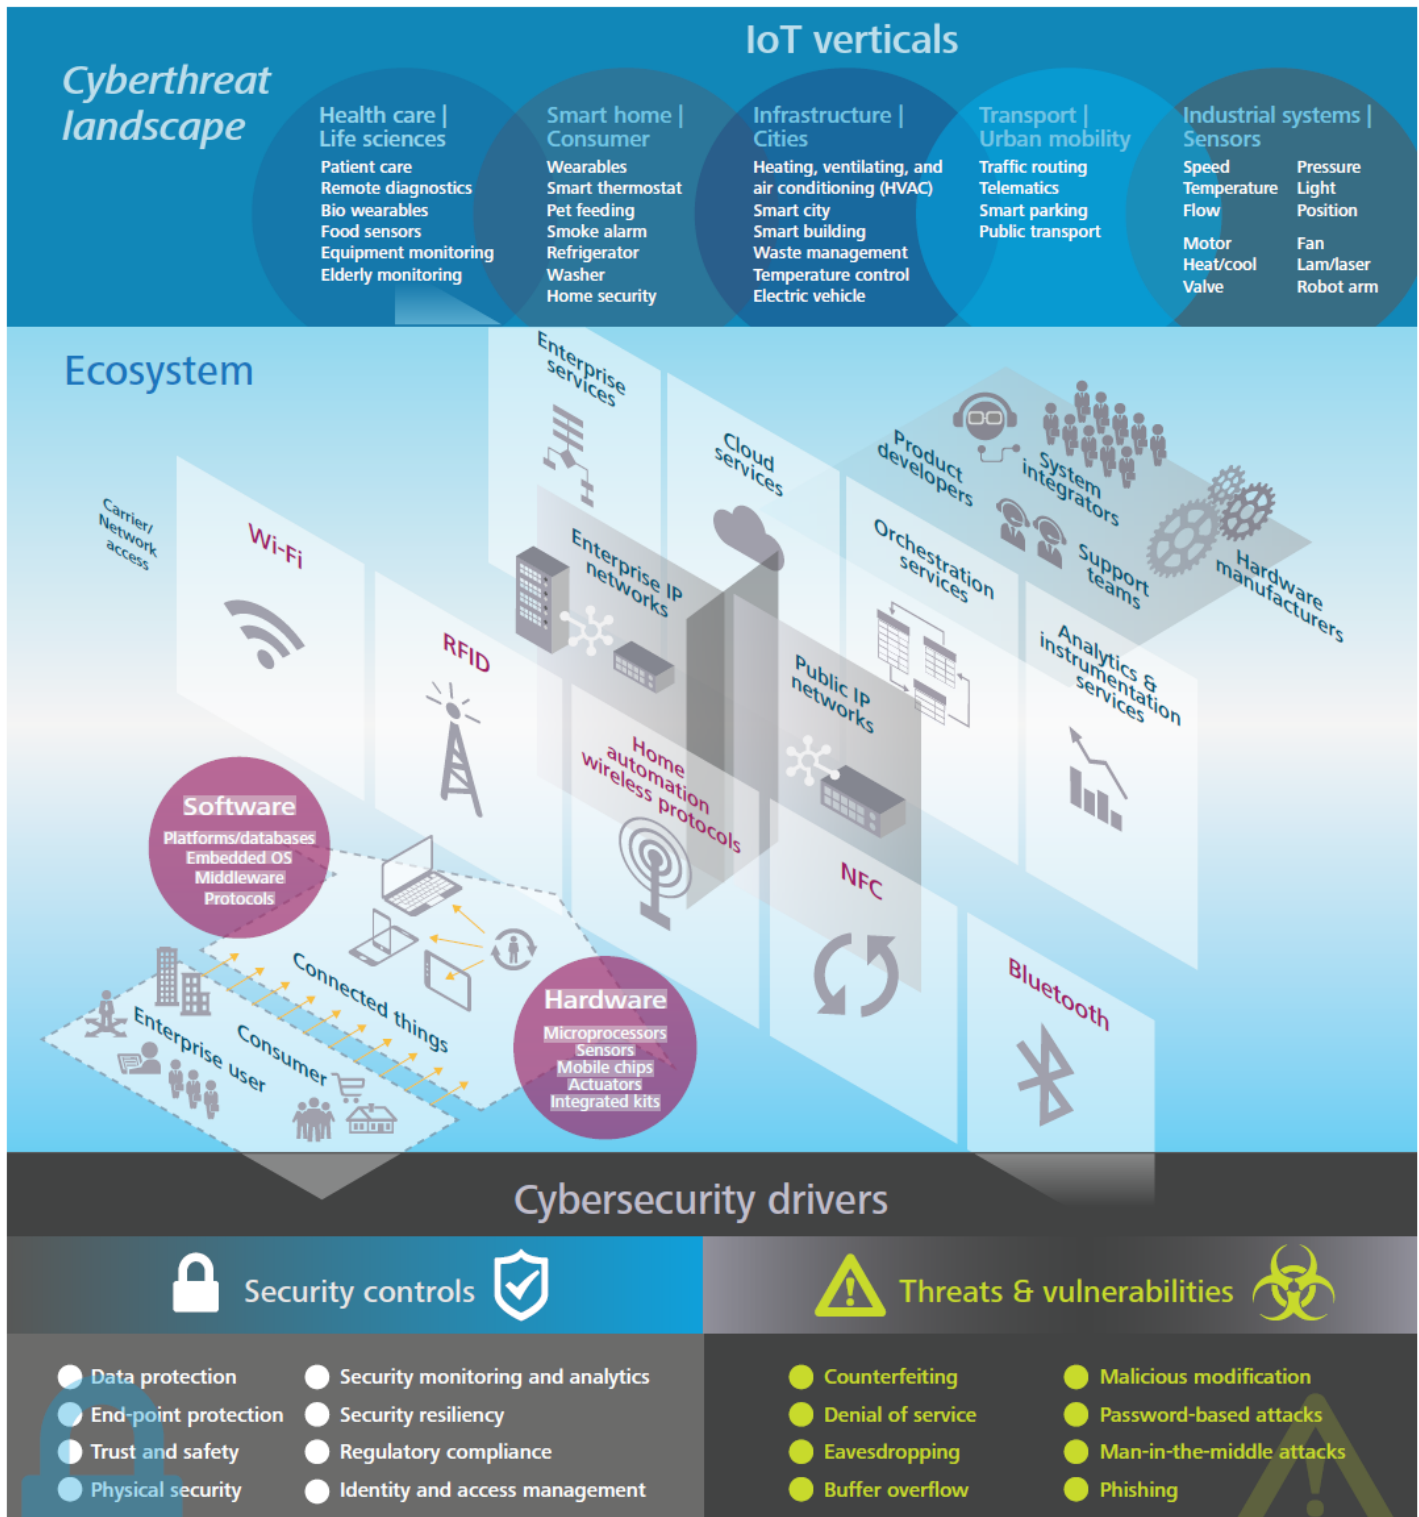 Cyberthreat
landscape
IoT verticals
Health care |
Life sciences
Patient care
Remote diagnostics
Bio wearables
Food sensors
Equipment monitoring
Elderly monitoring
Smart home |
Consumer
Wearables
Smart thermostat
Pet feeding
Smoke alarm
Refrigerator
Washer
Home security
Infrastructure |
Cities
Heating, ventilating, and
air conditioning (HVAC)
Smart city
Smart building
Waste management
Temperature control
Electric vehicle
Transport |
Urban mobility
Traffic routing
Telematics
Smart parking
Public transport
Industrial systems |
Sensors
Speed
Temperature
Flow
Motor
Heat/cool
Valve
Pressure
Light
Position
Fan
Lam/laser
Robot arm
Ecosystem
Enterprise
services
Cloud
services
Product
developers
System
integrators
Support
teams
Hardware
manufacturers
Carrier/
Network
access
Wi-Fi
Enterprise IP
networks
Orchestration
services
RFID
Public IP
networks
Analytics &
instrumentation
services
Home
automation
wireless protocols
NFC
Bluetooth
Software
Platforms/databases
Embedded OS
Middleware
Protocols
Connected things
Hardware
Microprocessors
Sensors
Mobile chips
Actuators
Integrated kits
Enterprise user
Consumer
Cybersecurity drivers
Security controls
Data protection
End-point protection
Trust and safety
Physical security
Security monitoring and analytics
Security resiliency
Regulatory compliance
Identity and access management
Threats & vulnerabilities
Counterfeiting
Denial of service
Eavesdropping
Buffer overflow
Malicious modification
Password-based attacks
Man-in-the-middle attacks
Phishing